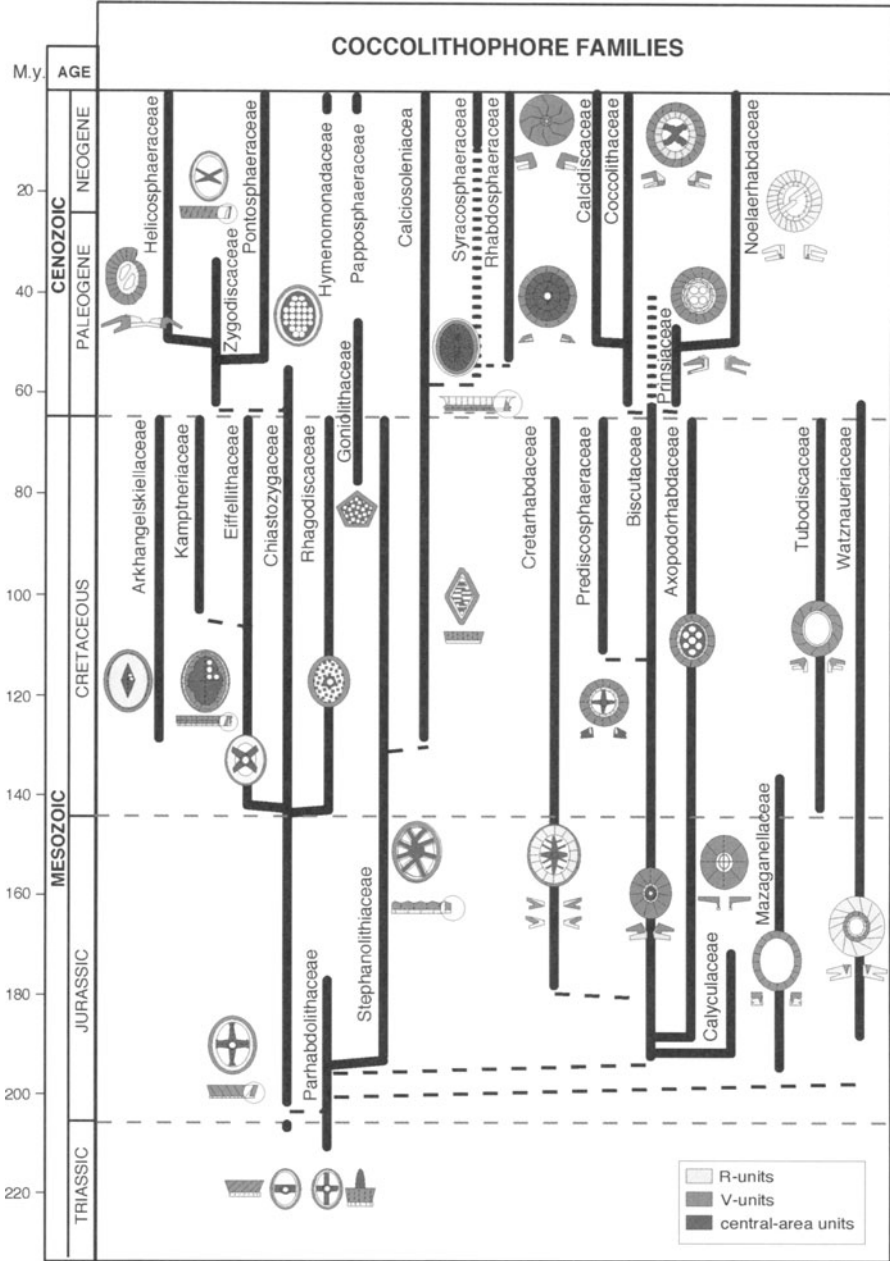 COCCOLITHOPHORE FAMILIES
M.y.
AGE
CENOZOIC
NEOGENE
PALEOGENE
MESOZOIC
CRETACEOUS
JURASSIC
TRIASSIC
20
40
60
80
100
120
140
160
180
200
220
Helicosphaeraceae
Zygodiscaceae
Pontosphaeraceae
Hymenomonadaceae
Papposphaeraceae
Calciosoleniacea
Syracosphaeraceae
Rhabdosphaeraceae
Calcidiscaceae
Coccolithaceae
Prinsiaceae
Noelaerhabdaceae
Arkhangelskiellaceae
Kamptneriaceae
Eiffellithaceae
Chiastozygaceae
Rhagodiscaceae
Goniolithaceae
Cretarhabdaceae
Prediscosphaeraceae
Biscutaceae
Axopodorhabdaceae
Tubodiscaceae
Watznaueriaceae
Parhabdolithaceae
Stephanolithiaceae
Calyculaceae
Mazaganellaceae
R-units
V-units
central-area units